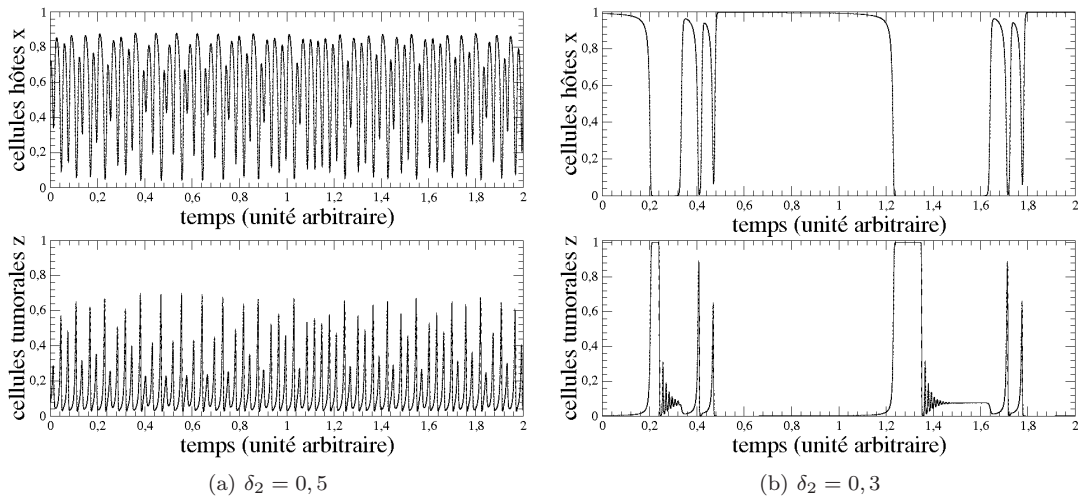 cellules hôtes x
1
0,8
0,6
0,4
0,2
0
0 0,2 0,4 0,6 0,8 1 1,2 1,4 1,6 1,8 2
temps (unité arbitraire)
cellules tumorales z
1
0,8
0,6
0,4
0,2
0
0 0,2 0,4 0,6 0,8 1 1,2 1,4 1,6 1,8 2
temps (unité arbitraire)
(a) δ₂ = 0, 5
cellules hôtes x
1
0,8
0,6
0,4
0,2
0
0 0,2 0,4 0,6 0,8 1 1,2 1,4 1,6 1,8 2
temps (unité arbitraire)
cellules tumorales z
1
0,8
0,6
0,4
0,2
0
0 0,2 0,4 0,6 0,8 1 1,2 1,4 1,6 1,8 2
temps (unité arbitraire)
(b) δ₂ = 0, 3